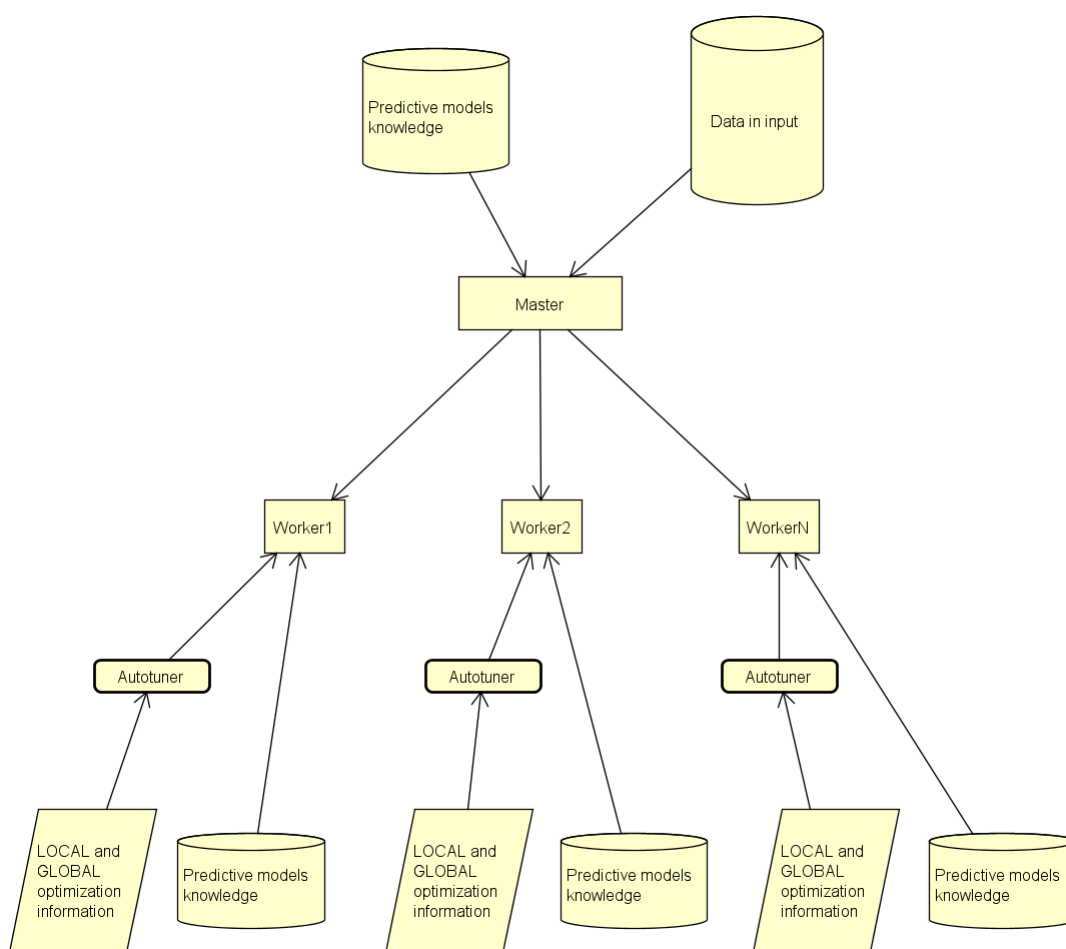 Predictive models
knowledge
Data in input
Master
Worker1
Worker2
WorkerN
Autotuner
Autotuner
Autotuner
LOCAL and
GLOBAL
optimization
information
Predictive models
knowledge
LOCAL and
GLOBAL
optimization
information
Predictive models
knowledge
LOCAL and
GLOBAL
optimization
information
Predictive models
knowledge